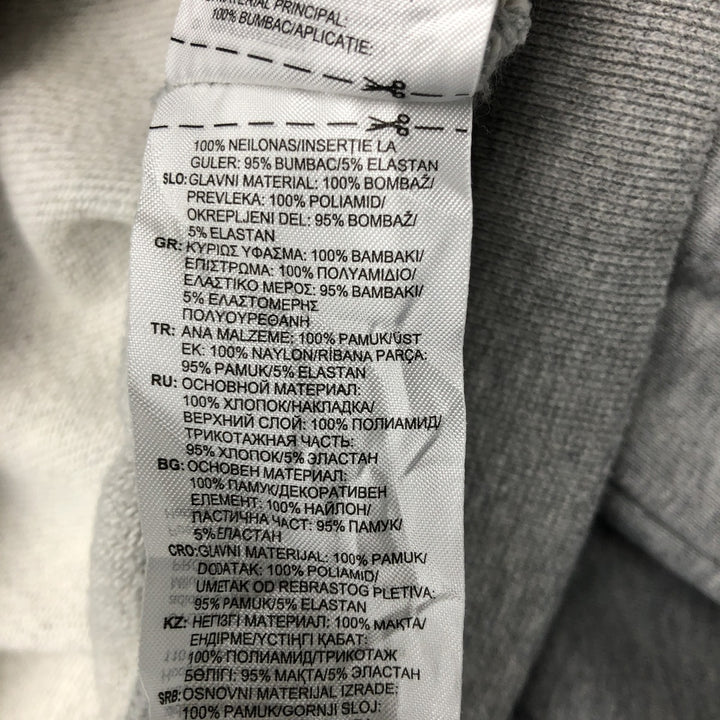 MATERIAL PRINCIPAL:
100% BUMBAC/APLICAȚIE:
100% NEILONAS/INSERȚIE LA
GULER: 95% BUMBAC/5% ELASTAN
SLO: GLAVNI MATERIAL: 100% BOMBAŽ/
PREVLEKA: 100% POLIAMID/
OKREPLJENI DEL: 95% BOMBAŽ/
5% ELASTAN
GR: ΚΥΡΙΟΣ ΥΦΑΣΜΑ: 100% ΒΑΜΒΑΚΙ/
ΕΠΙΣΤΡΩΜΑ: 100% ΠΟΛΥΑΜΙΔΙΟ/
ΕΛΑΣΤΙΚΟ ΜΕΡΟΣ: 95% ΒΑΜΒΑΚΙ/
5% ΕΛΑΣΤΟΜΕΡΗΣ
ΠΟΛΥΟΥΡΕΘΑΝΗ
TR: ANA MALZEME: 100% PAMUK/ÜST
EK: 100% NAYLON/RİBANA PARÇA:
95% PAMUK/5% ELASTAN
RU: ОСНОВНОЙ МАТЕРИАЛ:
100% ХЛОПОК/НАКЛАДКА/
ВЕРХНИЙ СЛОЙ: 100% ПОЛИАМИД/
ТРИКОТАЖНАЯ ЧАСТЬ:
95% ХЛОПОК/5% ЭЛАСТАН
BG: ОСНОВЕН МАТЕРИАЛ:
100% ПАМУК/ДЕКОРАТИВЕН
ЕЛЕМЕНТ: 100% НАЙЛОН/
ЛАСТИЧНА ЧАСТ: 95% ПАМУК/
5% ЕЛАСТАН
CRO: GLAVNI MATERIJAL: 100% PAMUK/
DODATAK: 100% POLIAMID/
UMETAK OD REBRASTOG PLETIVA:
95% PAMUK/5% ELASTAN
KZ: НЕГІЗГІ МАТЕРИАЛ: 100% МАҚТА/
ЕНДІРМЕ/ҮСТІҢГІ ҚАБАТ:
100% ПОЛИАМИД/ТРИКОТАЖ
БӨЛІГІ: 95% МАҚТА/5% ЭЛАСТАН
SRB: OSNOVNI MATERIJAL IZRADE:
100% PAMUK/GORNJI SLOJ: